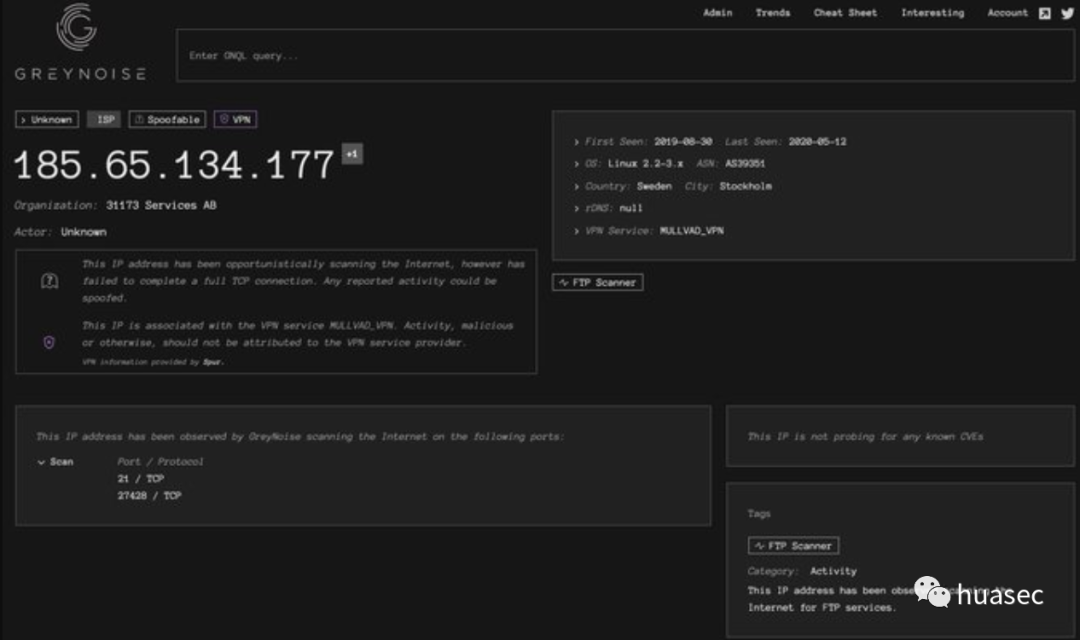 Admin Trends Cheat Sheet Interesting Account
GREYNOISE
Enter GNQL query...
Unknown ISP Spoofable VPN
185.65.134.177 +1
Organization: 31173 Services AB
Actor: Unknown
This IP address has been opportunistically scanning the Internet, however has
failed to complete a full TCP connection. Any reported activity could be
spoofed.
This IP is associated with the VPN service MULLVAD_VPN. Activity, malicious
or otherwise, should not be attributed to the VPN service provider.
VPN information provided by Spur.
First Seen: 2019-08-30 Last Seen: 2020-05-12
OS: Linux 2.2-3.x ASN: AS39351
Country: Sweden City: Stockholm
rDNS: null
VPN Service: MULLVAD_VPN
FTP Scanner
This IP address has been observed by GreyNoise scanning the Internet on the following ports:
Scan Port / Protocol
21 / TCP
27428 / TCP
This IP is not probing for any known CVEs
Tags
FTP Scanner
Category: Activity
This IP address has been scanning the
Internet for FTP services.
huasec